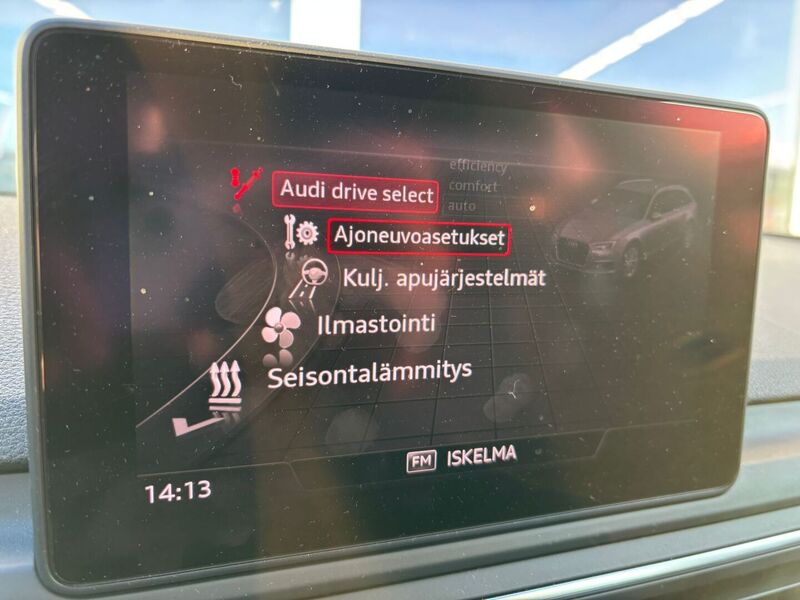 efficiency
comfort
auto
Audi drive select
Ajoneuvoasetukset
Kulj. apujärjestelmät
Ilmastointi
Seisontalämmitys
FM ISKELMA
14:13